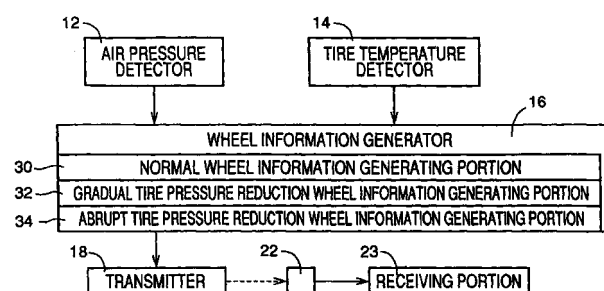 12
14
AIR PRESSURE
DETECTOR
TIRE TEMPERATURE
DETECTOR
16
WHEEL INFORMATION GENERATOR
30
NORMAL WHEEL INFORMATION GENERATING PORTION
32
GRADUAL TIRE PRESSURE REDUCTION WHEEL INFORMATION GENERATING PORTION
34
ABRUPT TIRE PRESSURE REDUCTION WHEEL INFORMATION GENERATING PORTION
18
22
23
TRANSMITTER
RECEIVING PORTION